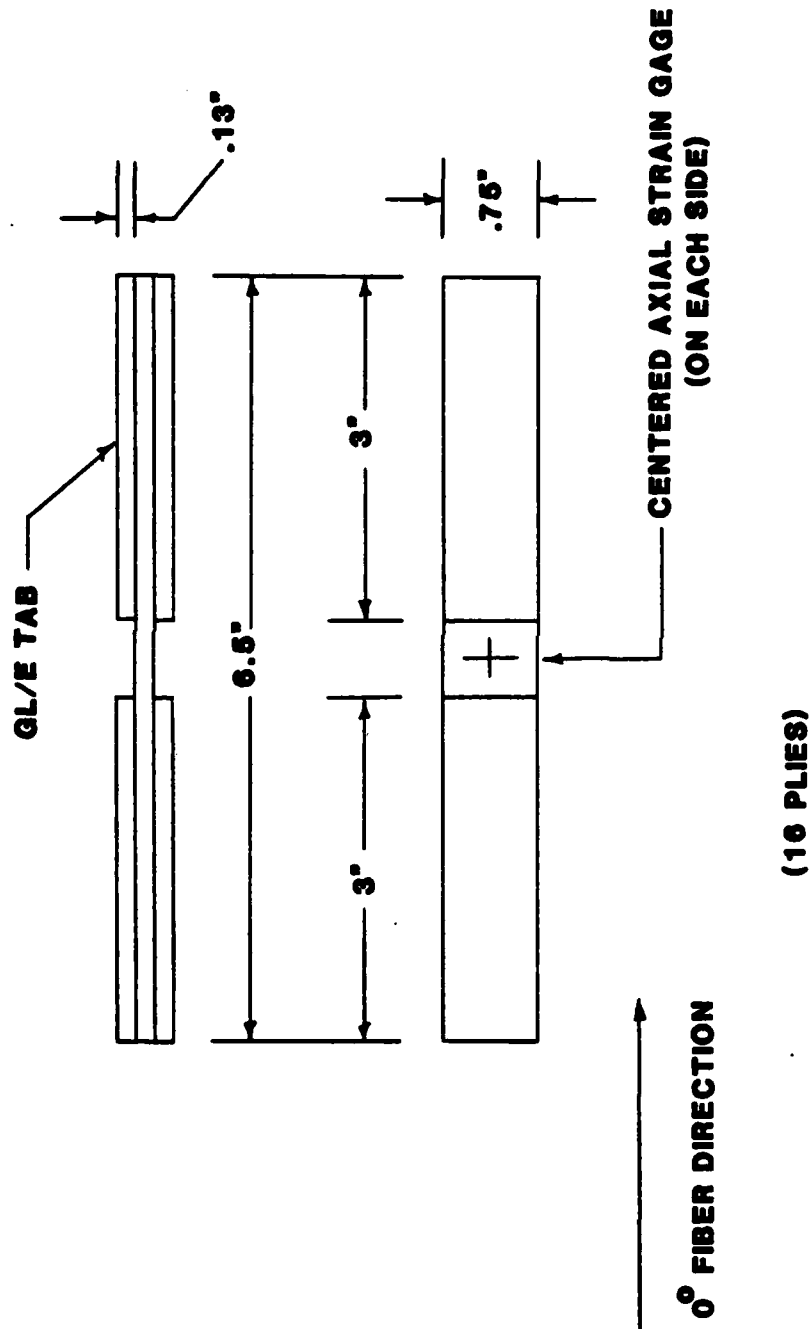 GL/E TAB
.13"
6.5"
3"
3"
.75"
CENTERED AXIAL STRAIN GAGE
(ON EACH SIDE)
0° FIBER DIRECTION
(16 PLIES)